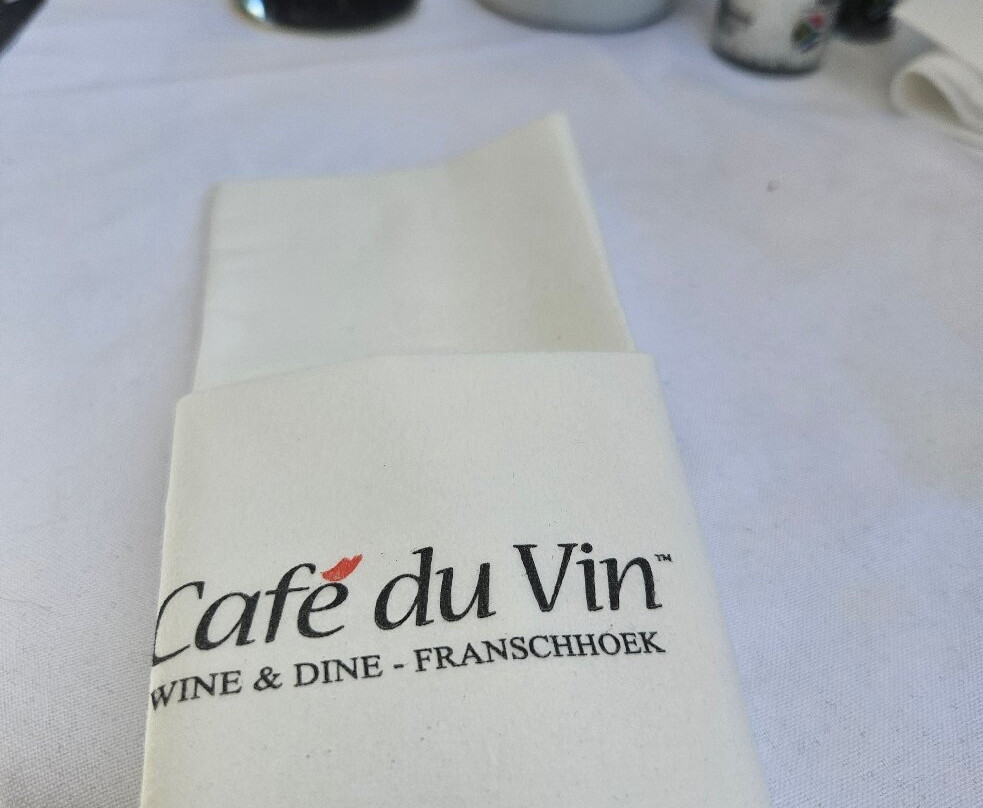 Café du Vin™
WINE & DINE - FRANSCHHOEK